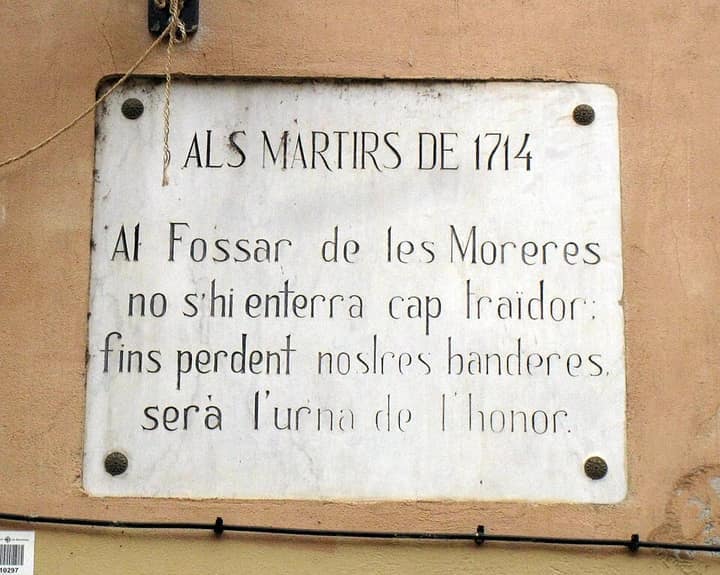 ALS MARTIRS DE 1714
Al Fossar de les Moreres
no s'hi enterra cap traïdor;
fins perdent nostres banderes,
serà l'urna de l'honor.
10297